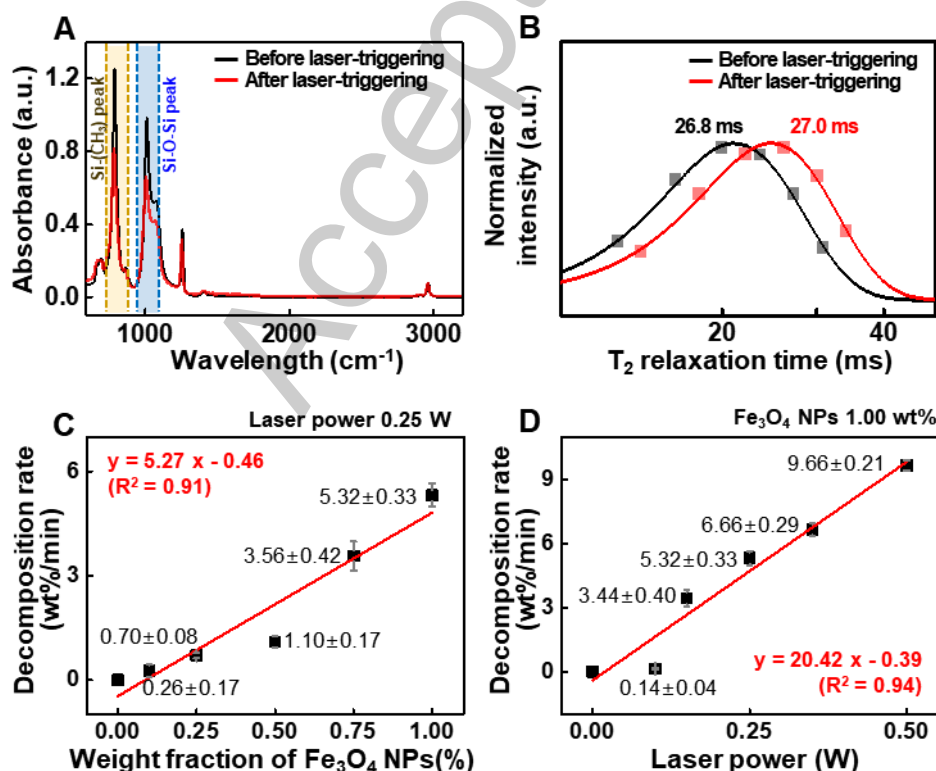 A
Before laser-triggering
After laser-triggering
Si-(CH₃) peak
Si-O-Si peak
Absorbance (a.u.)
1.2
0.8
0.4
0.0
1000
2000
3000
Wavelength (cm⁻¹)
B
Before laser-triggering
After laser-triggering
26.8 ms
27.0 ms
Normalized
intensity (a.u.)
20
40
T₂ relaxation time (ms)
Accep
C
Laser power 0.25 W
y = 5.27 x - 0.46
(R² = 0.91)
5.32±0.33
3.56±0.42
0.70±0.08
1.10±0.17
0.26±0.17
Decomposition rate
(wt%/min)
6
3
0
0.00
0.25
0.50
0.75
1.00
Weight fraction of Fe₃O₄ NPs(%)
D
Fe₃O₄ NPs 1.00 wt%
9.66±0.21
6.66±0.29
5.32±0.33
3.44±0.40
0.14±0.04
y = 20.42 x - 0.39
(R² = 0.94)
Decomposition rate
(wt%/min)
9
6
3
0
0.00
0.25
0.50
Laser power (W)